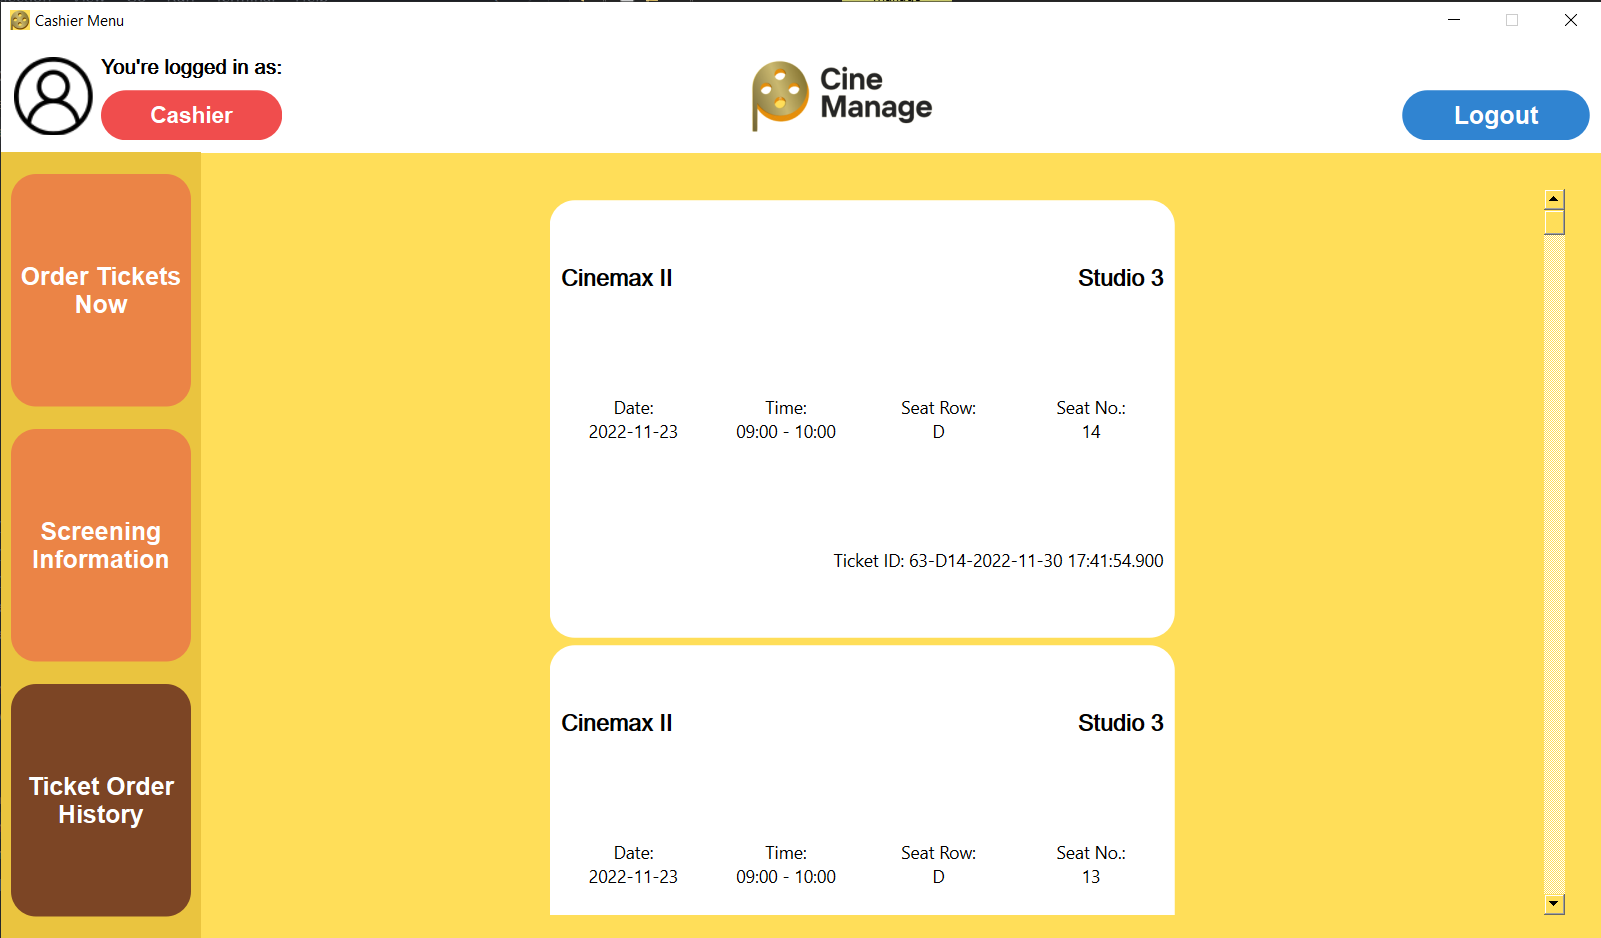 Cashier Menu
You're logged in as:
Cashier
Cine
Manage
Logout
Order Tickets
Now
Screening
Information
Ticket Order
History
Cinemax II
Studio 3
Date:
Time:
Seat Row:
Seat No.:
2022-11-23
09:00 - 10:00
D
14
Ticket ID: 63-D14-2022-11-30 17:41:54.900
Cinemax II
Studio 3
Date:
Time:
Seat Row:
Seat No.:
2022-11-23
09:00 - 10:00
D
13